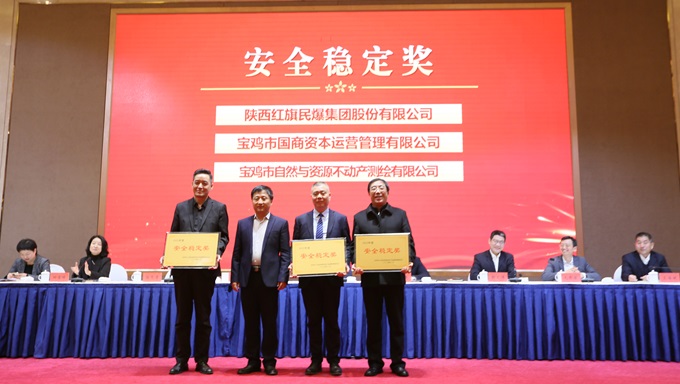 安全稳定奖
陕西红旗民爆集团股份有限公司
宝鸡市国商资本运营管理有限公司
宝鸡市自然与资源不动产测绘有限公司
安全稳定奖
安全稳定奖
安全稳定奖